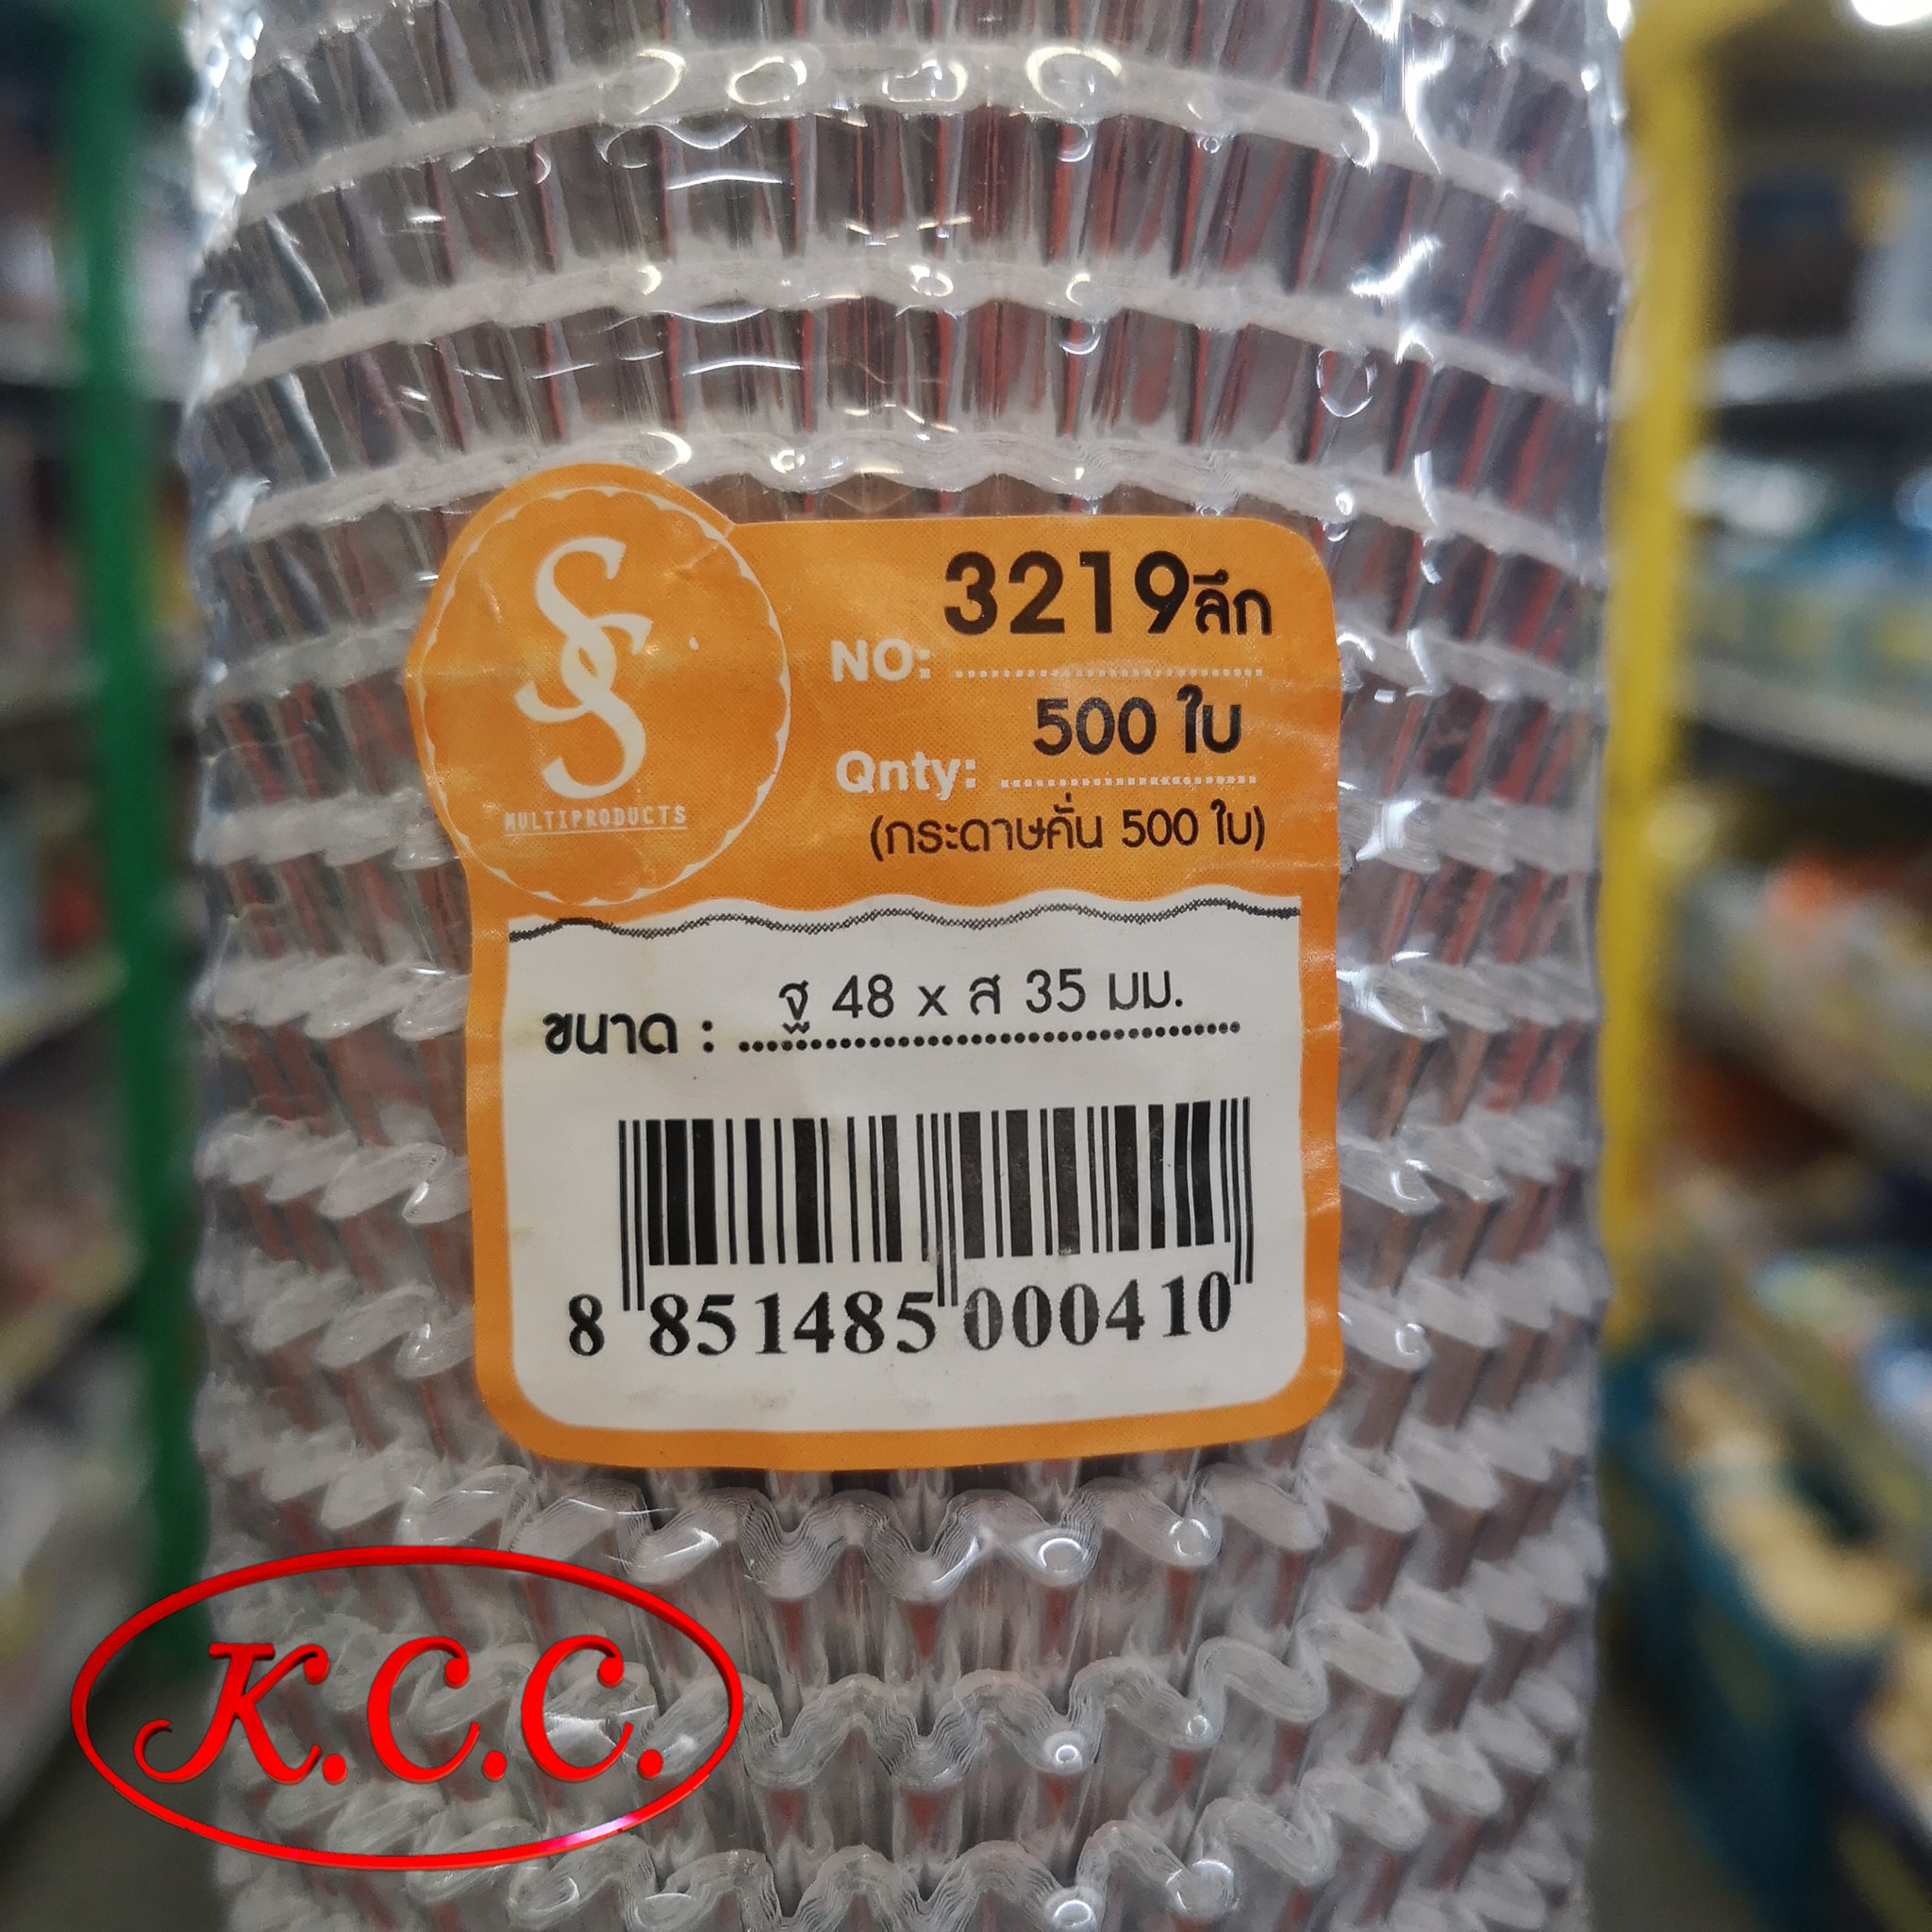 SS
MULTIPRODUCTS
NO: 3219ลึก
Qnty: 500 ใบ
(กระดาษคั่น 500 ใบ)
ขนาด : ฐ 48 x ส 35 มม.
8 851485 000410
K.C.C.